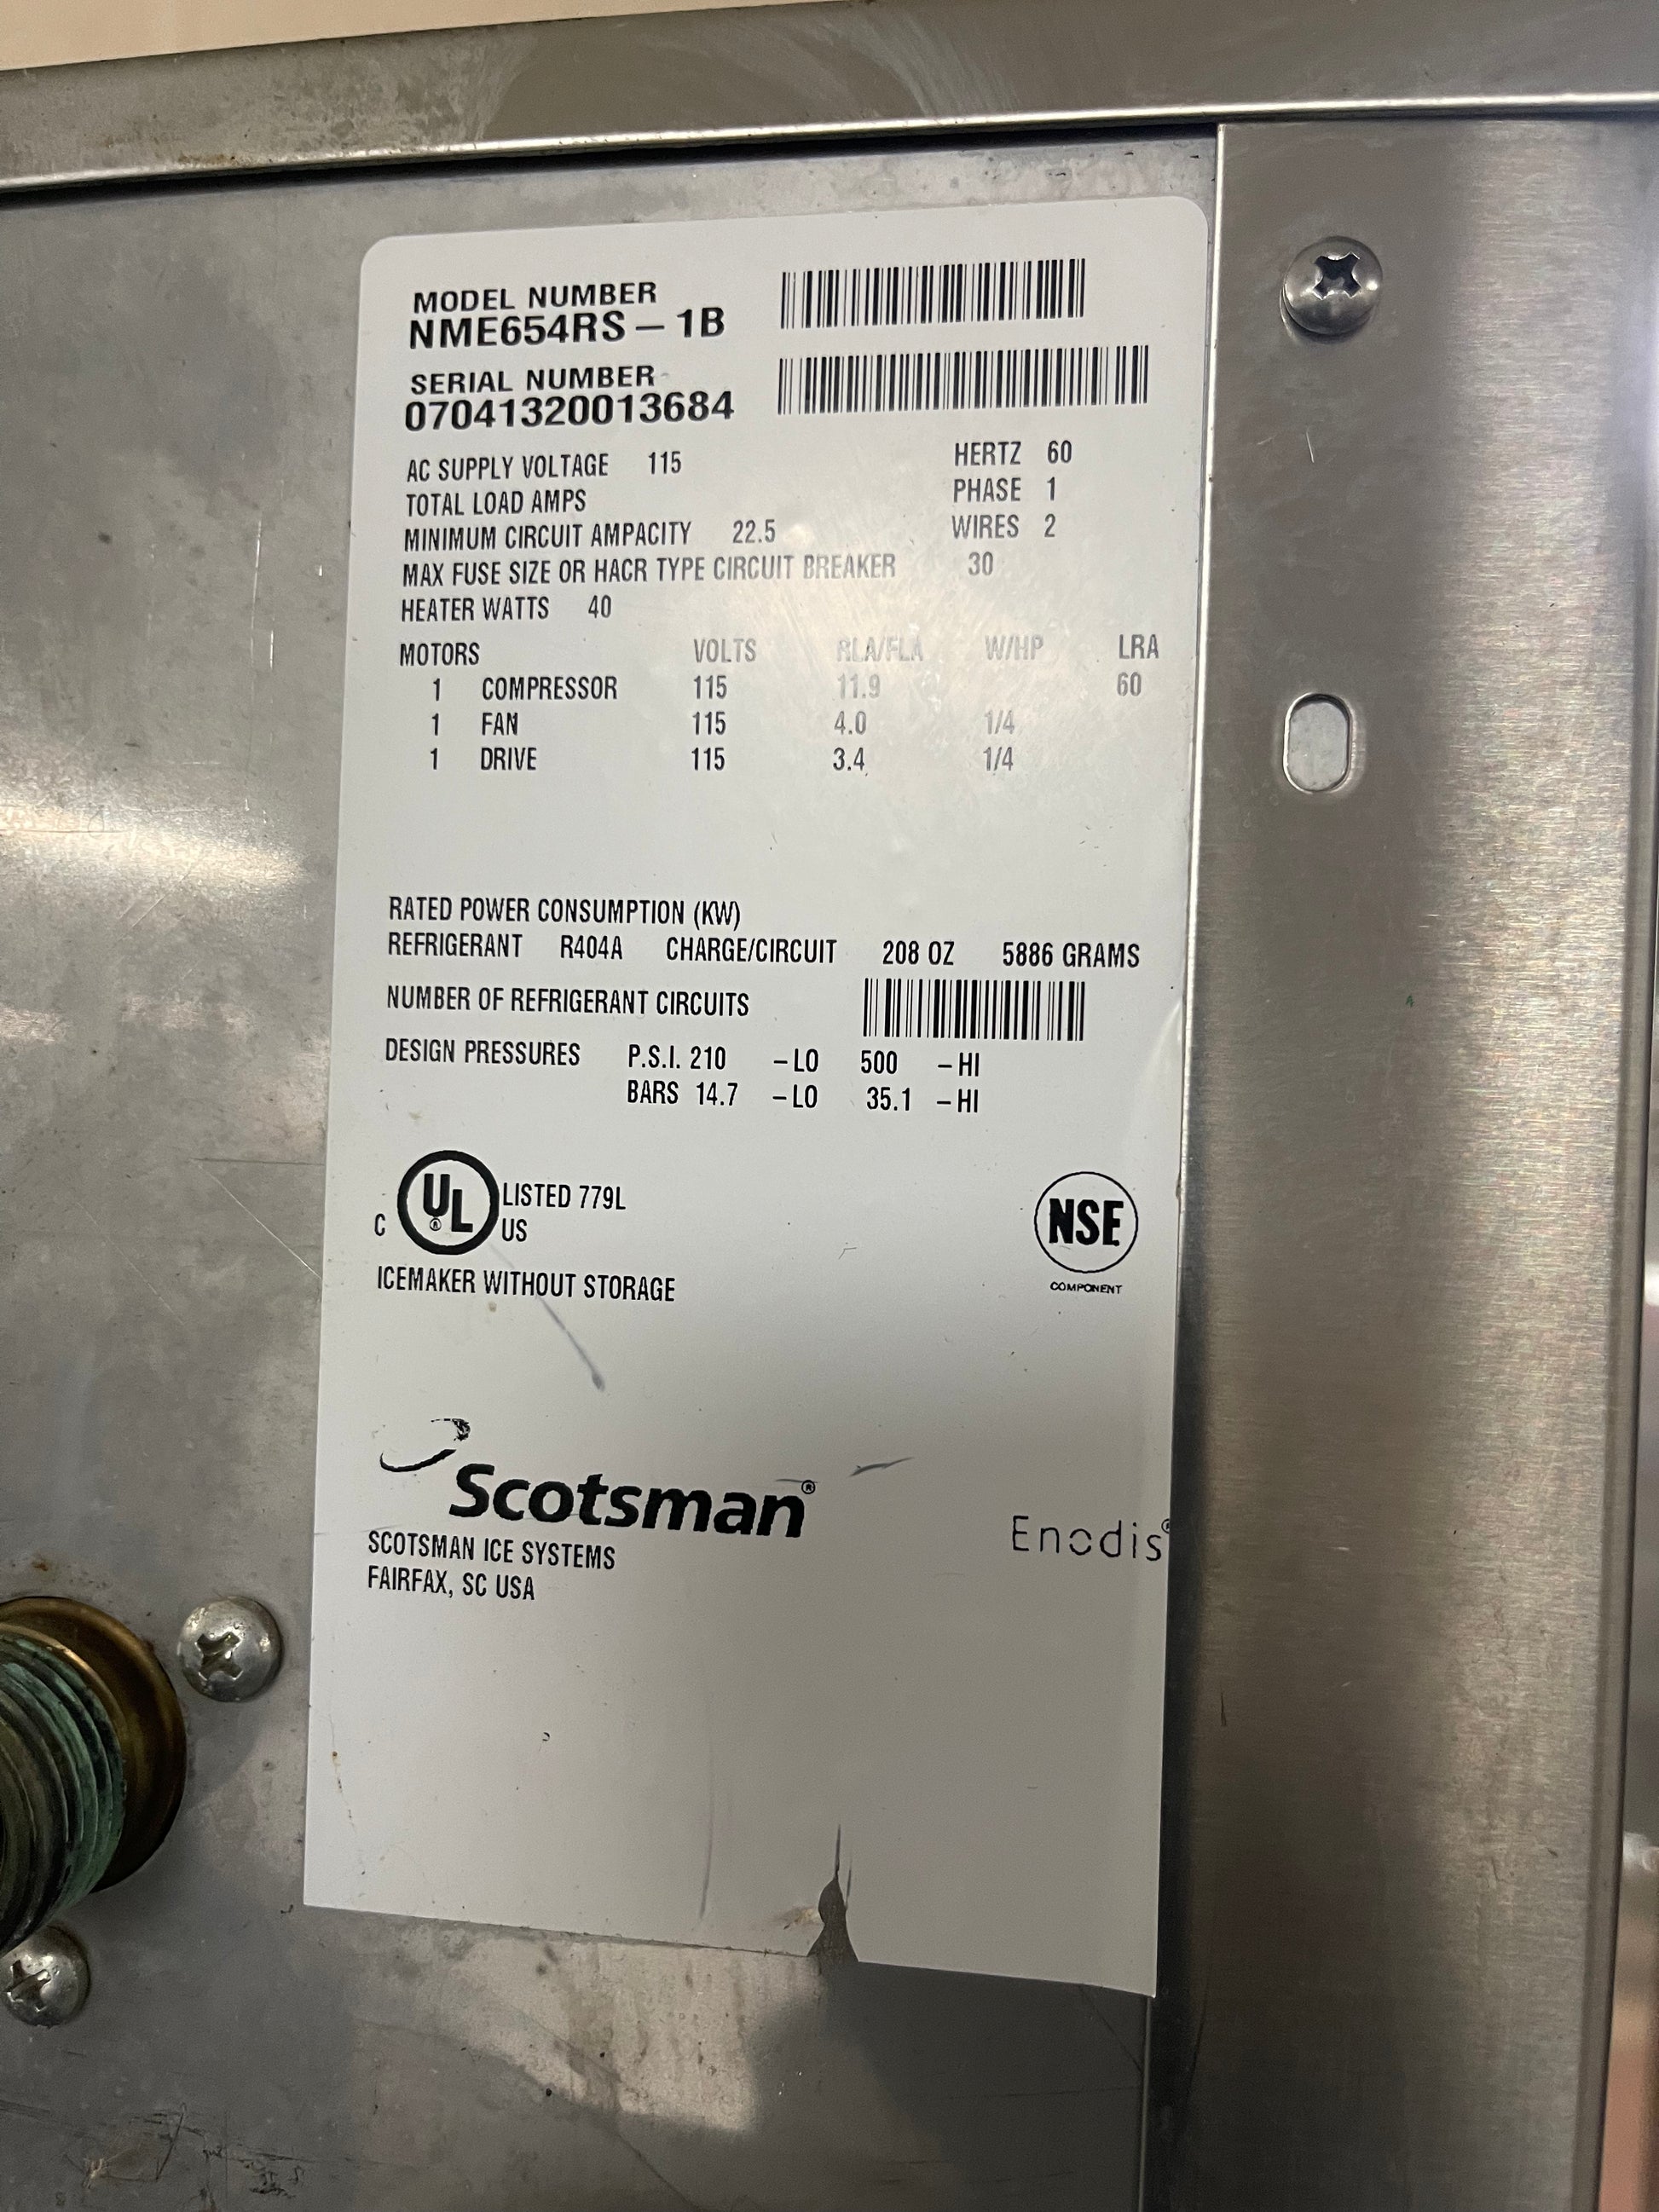 MODEL NUMBER
NME654RS – 1B
SERIAL NUMBER
07041320013684
AC SUPPLY VOLTAGE 115 HERTZ 60
TOTAL LOAD AMPS PHASE 1
MINIMUM CIRCUIT AMPACITY 22.5 WIRES 2
MAX FUSE SIZE OR HACR TYPE CIRCUIT BREAKER 30
HEATER WATTS 40
MOTORS VOLTS RLA/FLA W/HP LRA
1 COMPRESSOR 115 11.9 60
1 FAN 115 4.0 1/4
1 DRIVE 115 3.4 1/4
RATED POWER CONSUMPTION (KW)
REFRIGERANT R404A CHARGE/CIRCUIT 208 OZ 5886 GRAMS
NUMBER OF REFRIGERANT CIRCUITS
DESIGN PRESSURES P.S.I. 210 – LO 500 – HI
BARS 14.7 – LO 35.1 – HI
C UL® LISTED 779L
US
NSF
COMPONENT
ICEMAKER WITHOUT STORAGE
Scotsman®
Enodis®
SCOTSMAN ICE SYSTEMS
FAIRFAX, SC USA